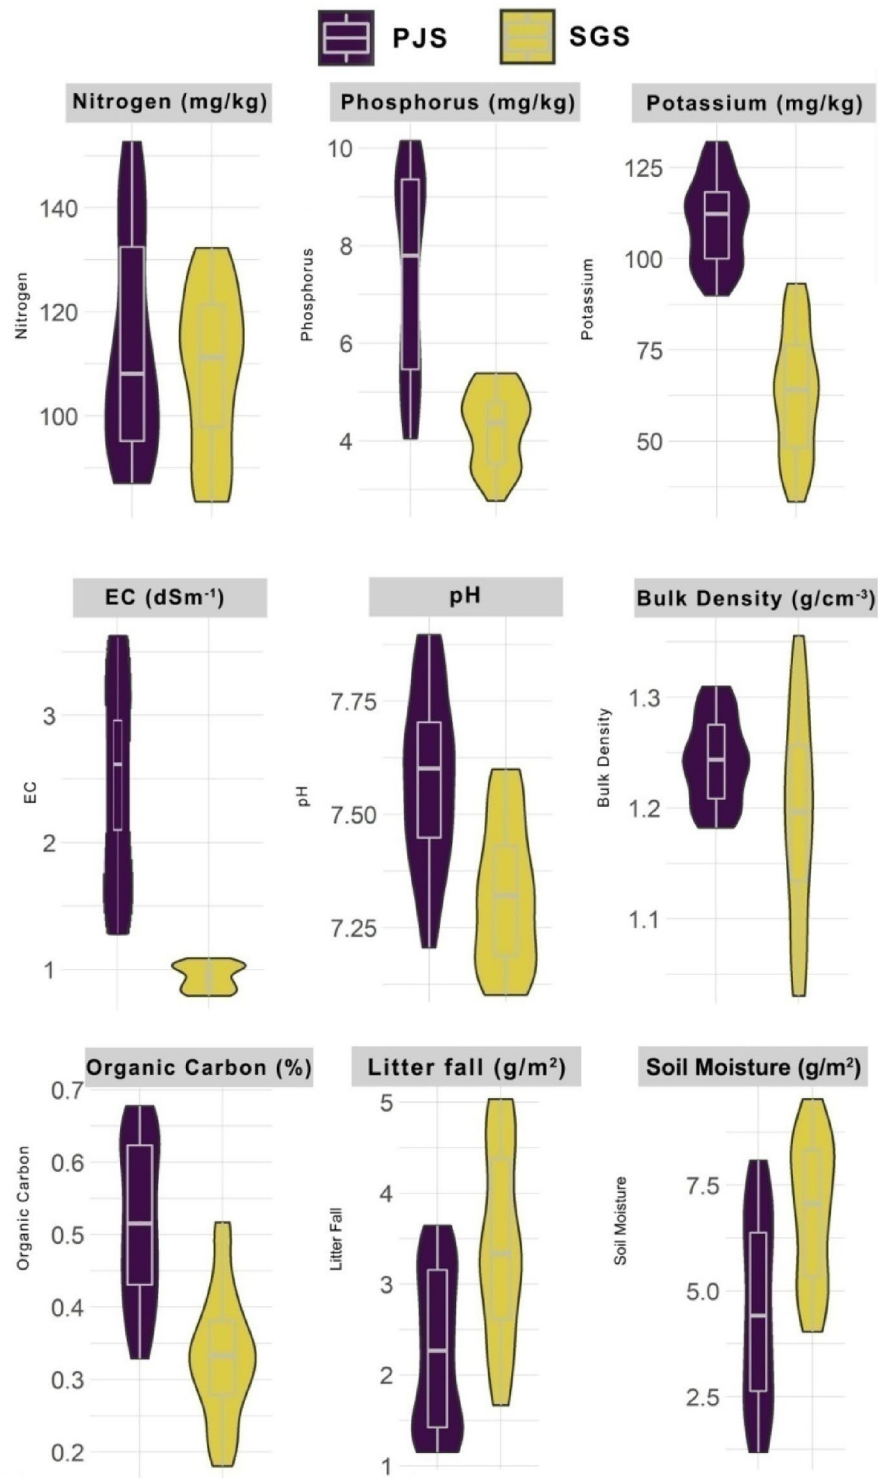 PJS SGS
Nitrogen (mg/kg) Phosphorus (mg/kg) Potassium (mg/kg)
Nitrogen
140
120
100
Phosphorus
10
8
6
4
Potassium
125
100
75
50
EC (dSm⁻¹) pH Bulk Density (g/cm⁻³)
EC
3
2
1
pH
7.75
7.50
7.25
Bulk Density
1.3
1.2
1.1
Organic Carbon (%) Litter fall (g/m²) Soil Moisture (g/m²)
Organic Carbon
0.7
0.6
0.5
0.4
0.3
0.2
Litter Fall
5
4
3
2
1
Soil Moisture
7.5
5.0
2.5